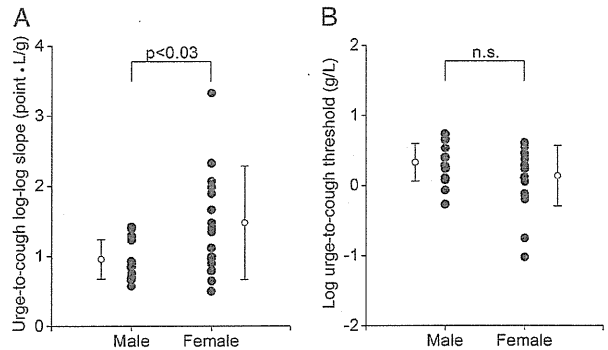 A
Urge-to-cough log-log slope (point • L/g)
p<0.03
4
3
2
1
0
Male
Female
B
Log urge-to-cough threshold (g/L)
n.s.
2
1
0
-1
-2
Male
Female